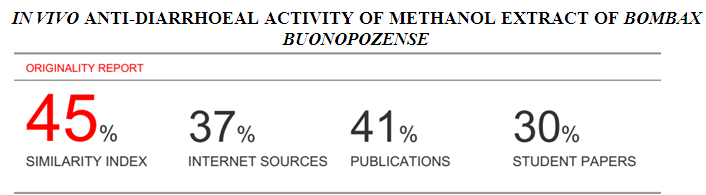 IN VIVO ANTI-DIARRHOEAL ACTIVITY OF METHANOL EXTRACT OF BOMBAX
BUONOPOZENSE
ORIGINALITY REPORT
45% 37% 41% 30%
SIMILARITY INDEX INTERNET SOURCES PUBLICATIONS STUDENT PAPERS